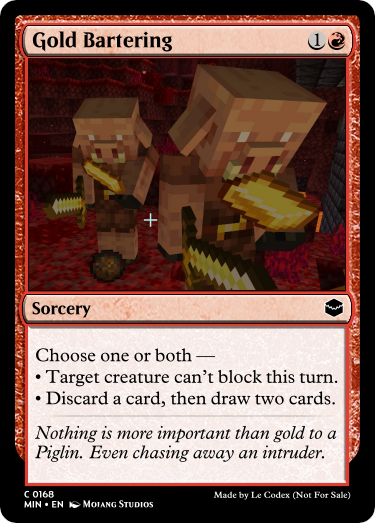 Gold Bartering 1
Sorcery
Choose one or both —
• Target creature can't block this turn.
• Discard a card, then draw two cards.
Nothing is more important than gold to a
Piglin. Even chasing away an intruder.
C 0168
MIN • EN Mojang Studios
Made by Le Codex (Not For Sale)